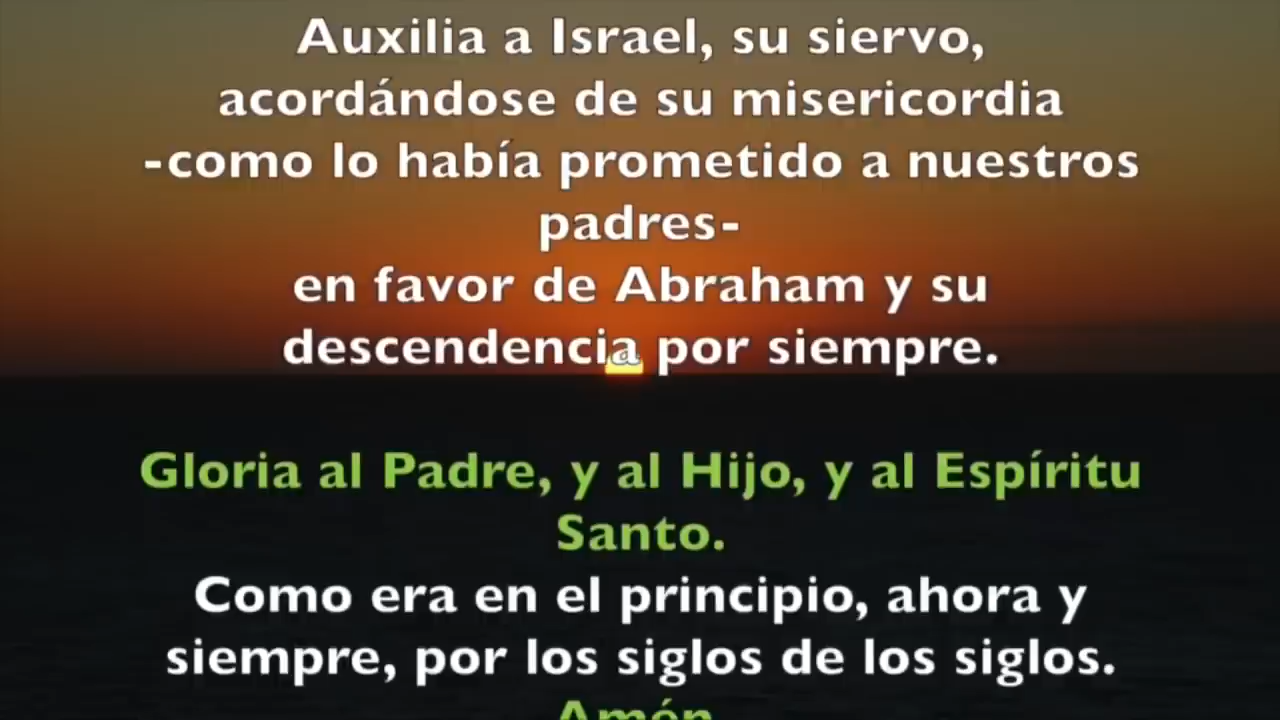 Auxilia a Israel, su siervo,
acordándose de su misericordia
-como lo había prometido a nuestros
padres-
en favor de Abraham y su
descendencia por siempre.
Gloria al Padre, y al Hijo, y al Espíritu
Santo.
Como era en el principio, ahora y
siempre, por los siglos de los siglos.
Amén